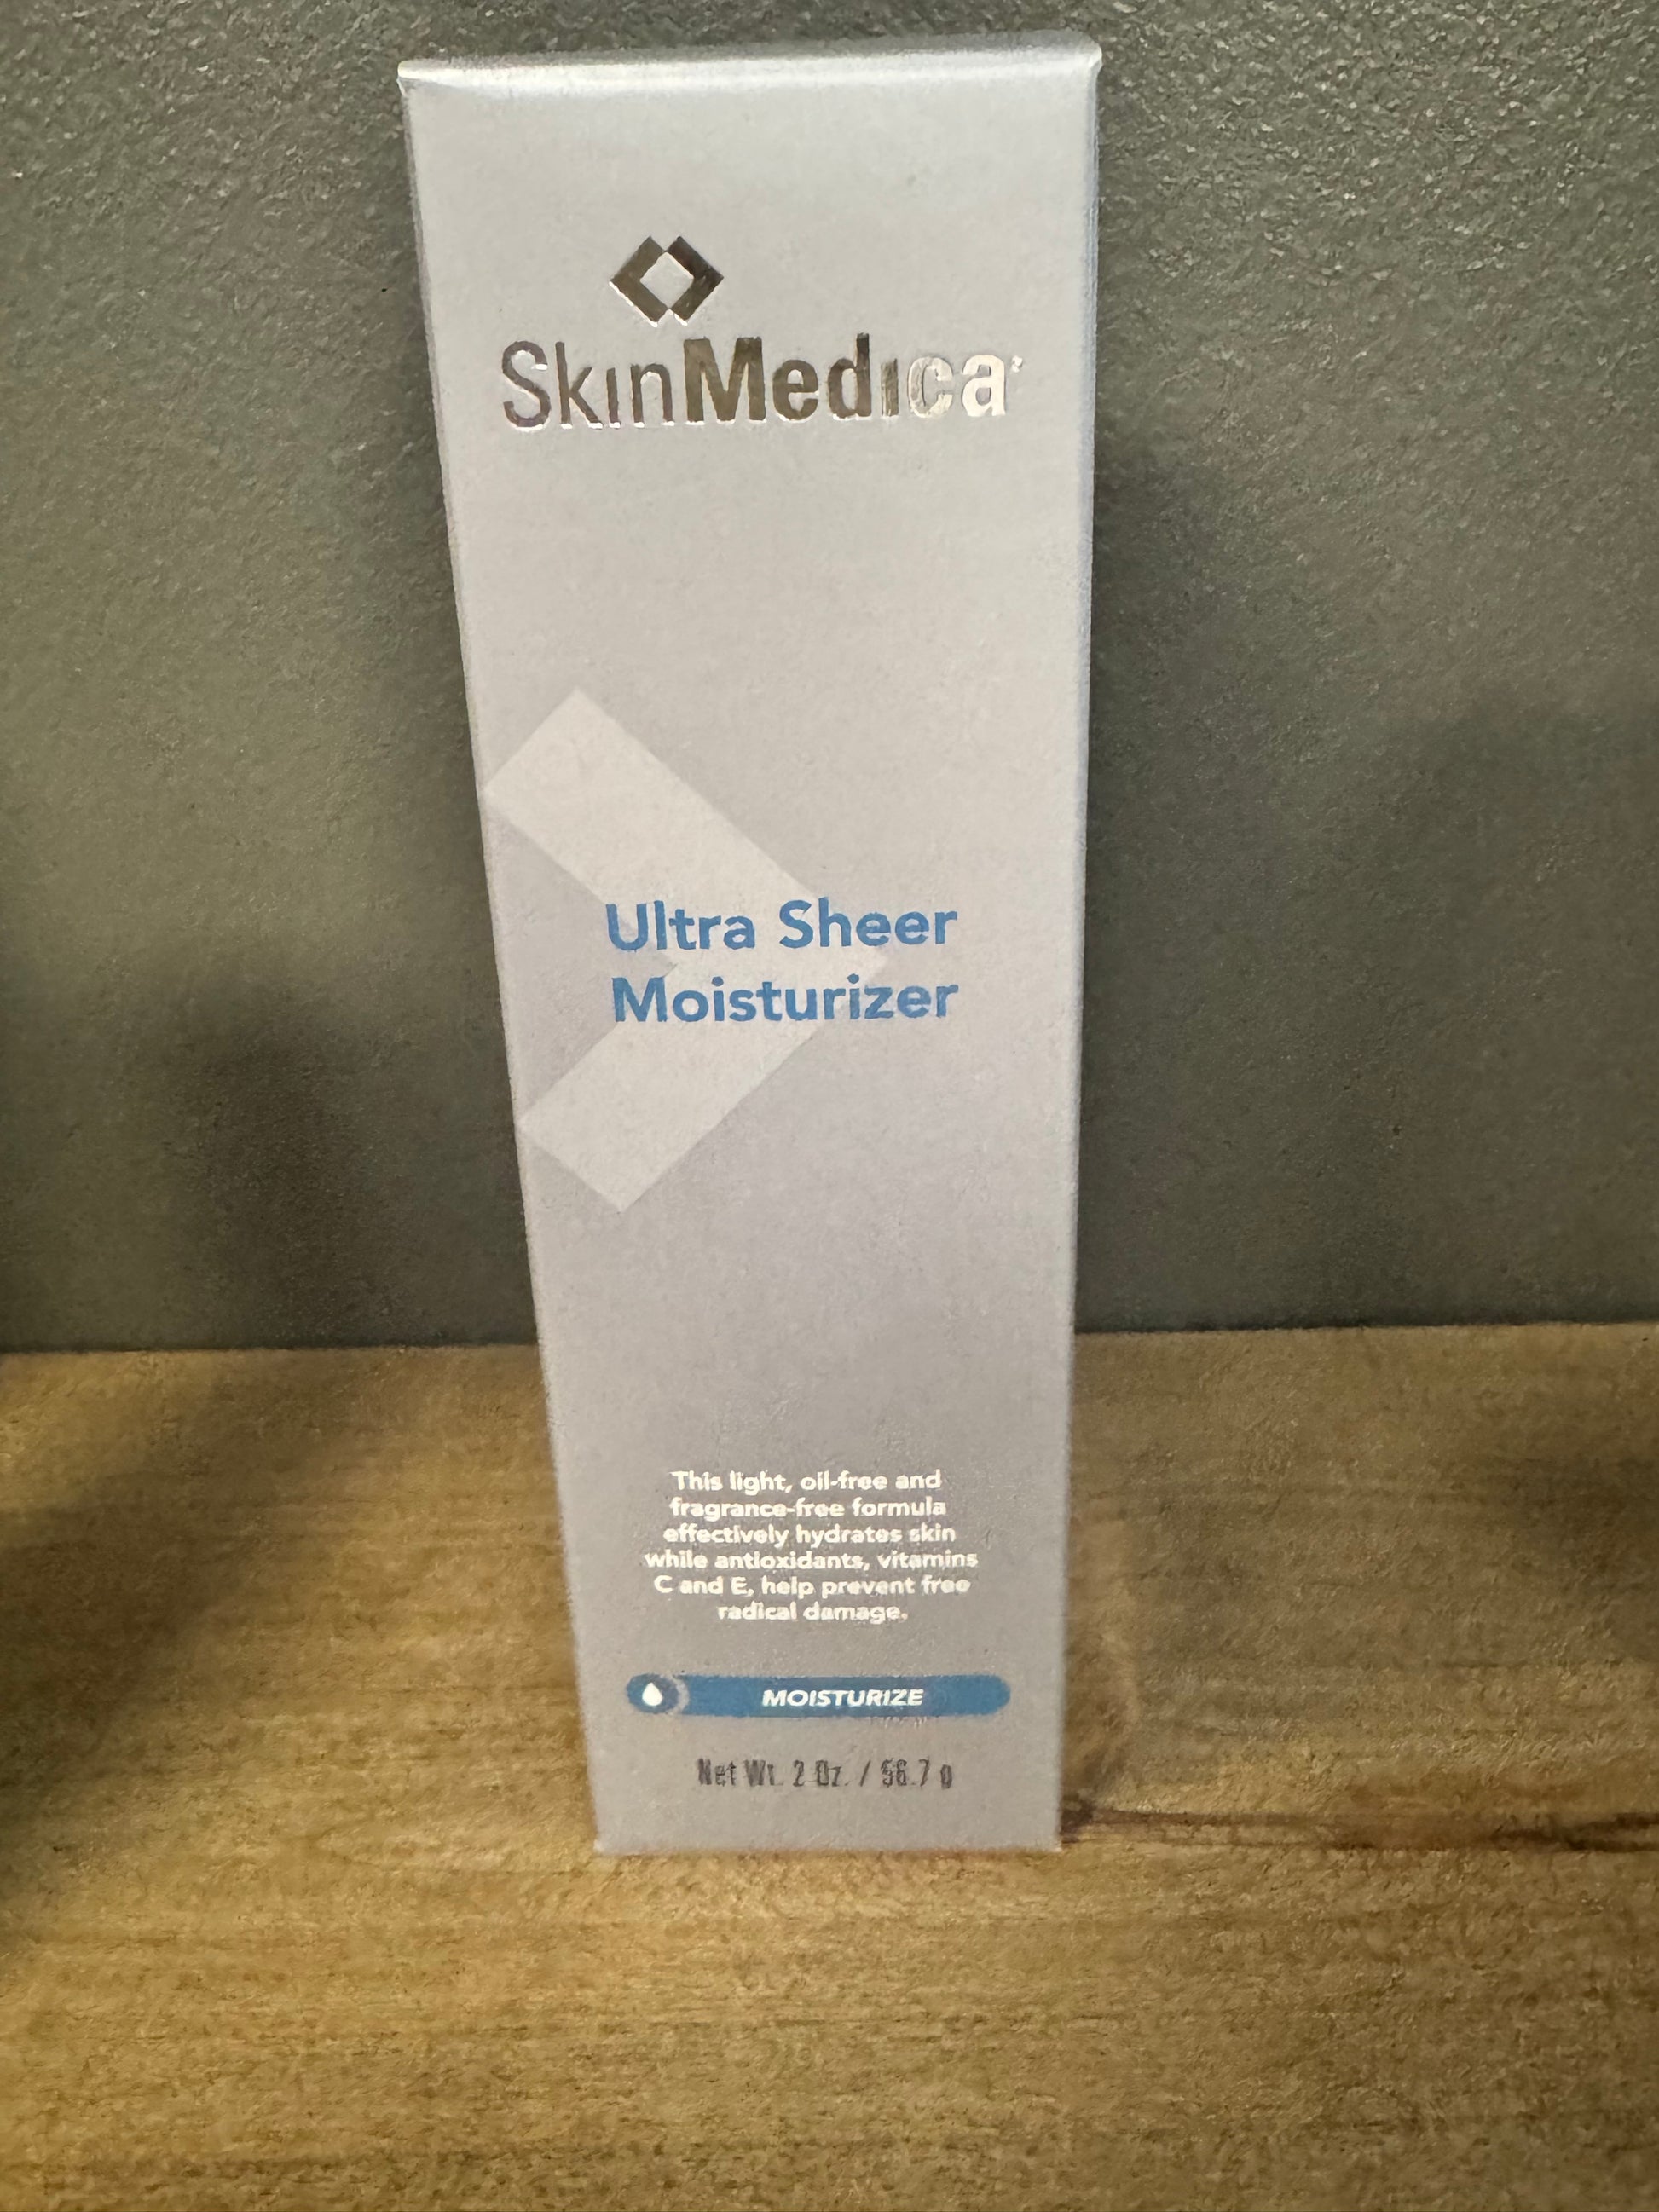 SkinMedica®
Ultra Sheer
Moisturizer
This light, oil-free and
fragrance-free formula
effectively hydrates skin
while antioxidants, vitamins
C and E, help prevent free
radical damage.
MOISTURIZE
Net Wt. 2 Oz. / 56.7 g